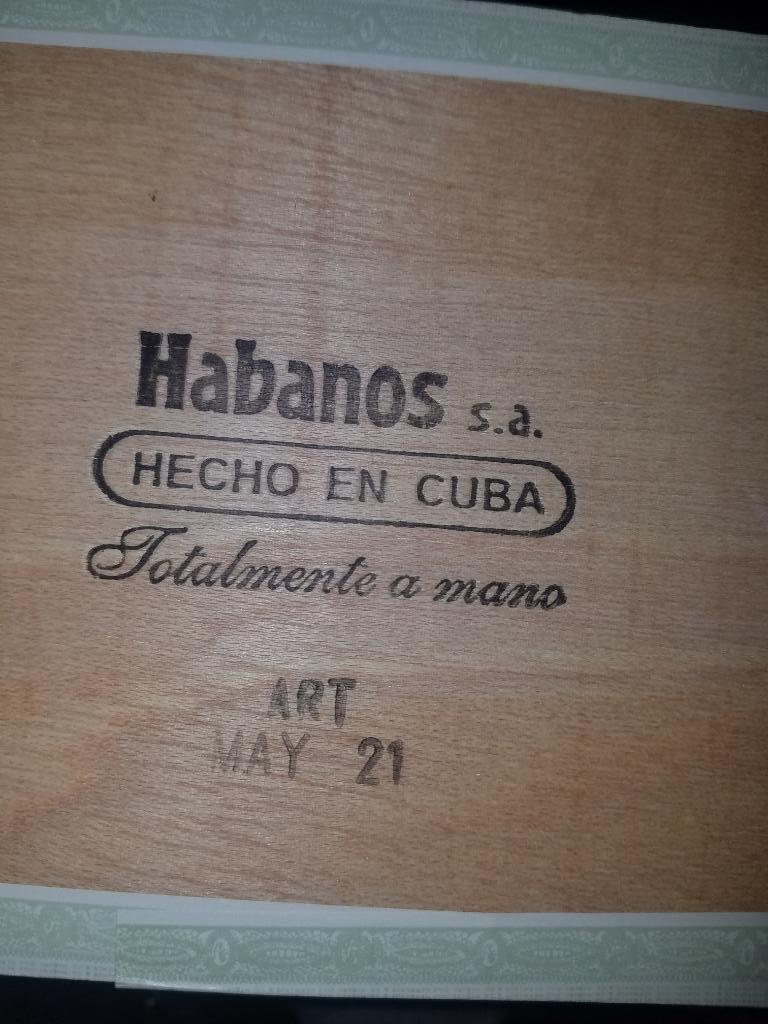 Habanos s.a.
HECHO EN CUBA
Totalmente a mano
ART
MAY 21